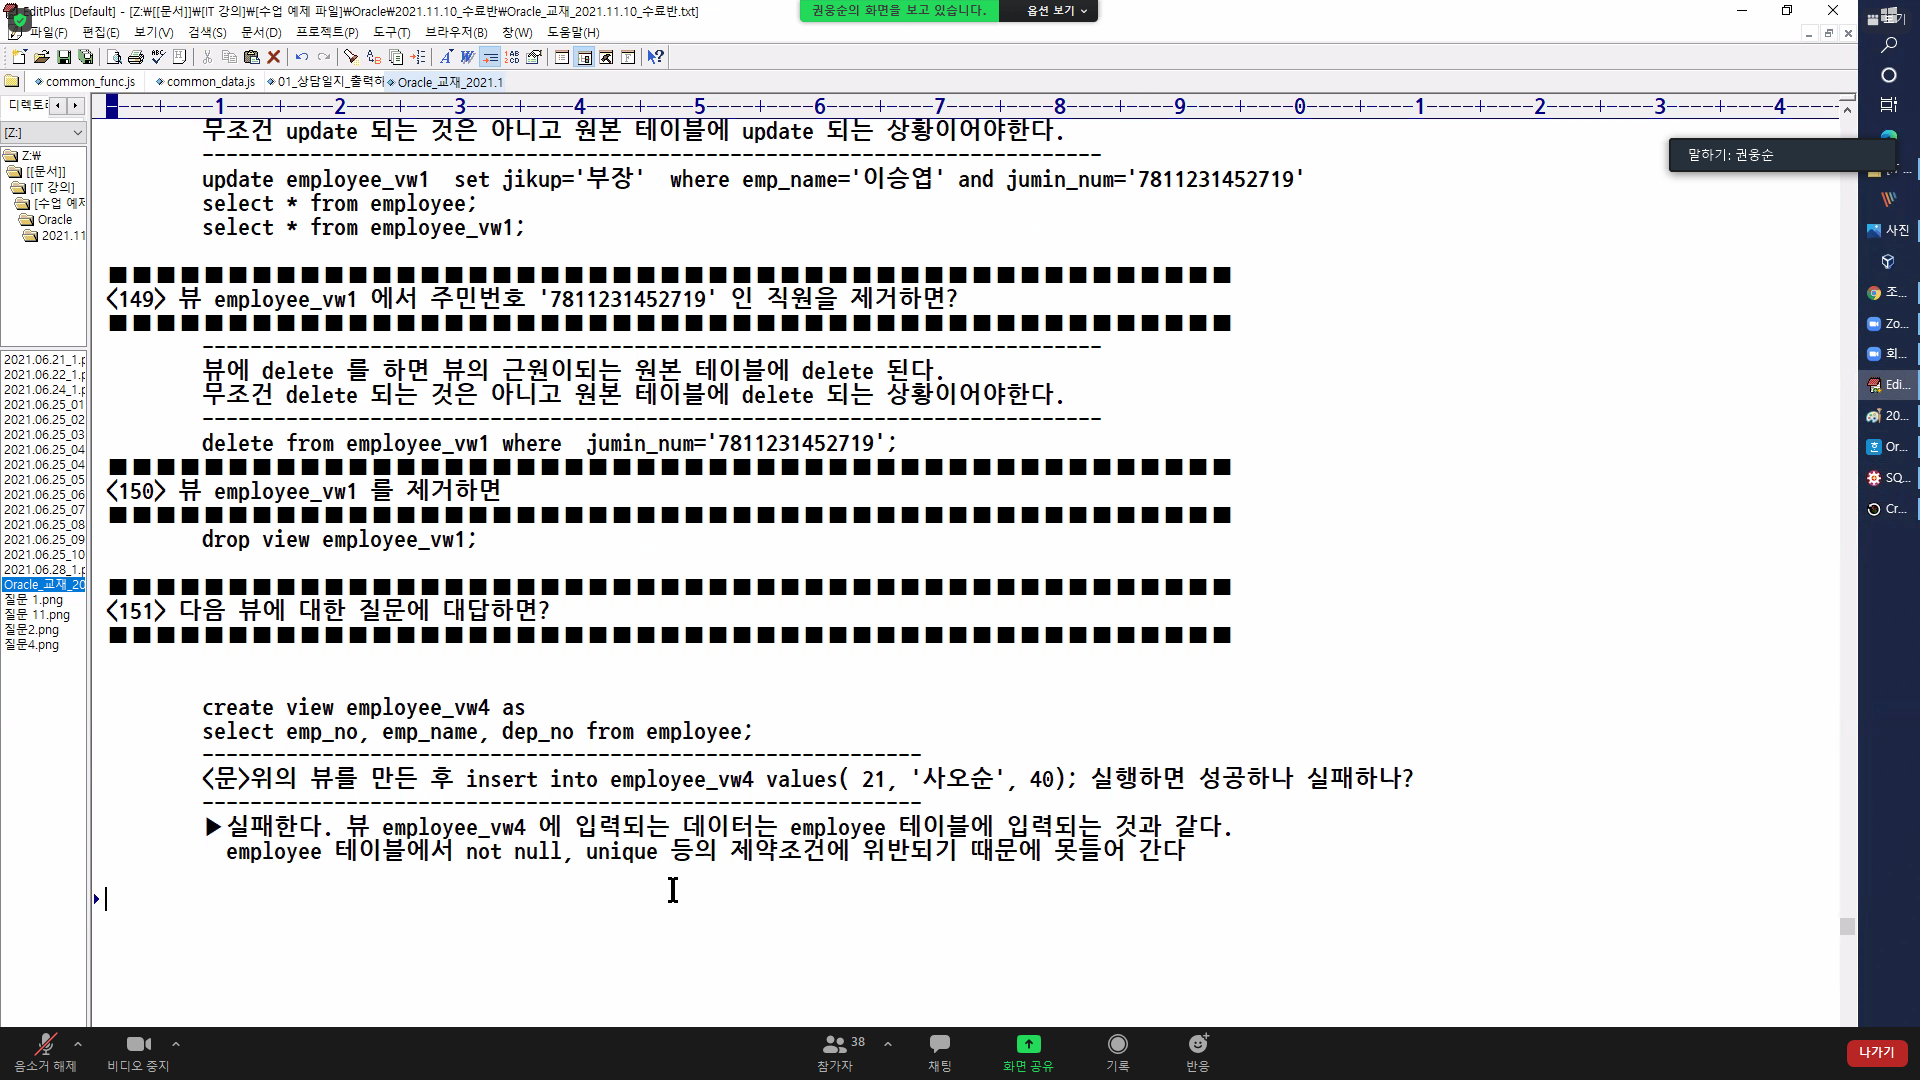 EditPlus [Default] - [Z:₩[[문서]]₩[IT 강의]₩[수업 예제 파일]₩Oracle₩2021.11.10_수료반₩Oracle_교재_2021.11.10_수료반.txt]
권웅순의 화면을 보고 있습니다. 옵션 보기
파일(F) 편집(E) 보기(V) 검색(S) 문서(D) 프로젝트(P) 도구(T) 브라우저(B) 창(W) 도움말(H)
common_func.js common_data.js 01_상담일지_출력하 Oracle_교재_2021.1
디렉토리
[Z:]
Z:₩
[[문서]]
[IT 강의]
[수업 예제
Oracle
2021.11
2021.06.21_1.p
2021.06.22_1.p
2021.06.24_1.p
2021.06.25_01
2021.06.25_02
2021.06.25_03
2021.06.25_04
2021.06.25_04
2021.06.25_05
2021.06.25_06
2021.06.25_07
2021.06.25_08
2021.06.25_09
2021.06.25_10
2021.06.28_1.p
Oracle_교재_20
질문 1.png
질문 11.png
질문2.png
질문4.png
----+----1----+----2----+----3----+----4----+----5----+----6----+----7----+----8----+----9----+----0----+----1----+----2----+----3----+----4-----
무조건 update 되는 것은 아니고 원본 테이블에 update 되는 상황이어야한다.
---------------------------------------------------------------------------
update employee_vw1  set jikup='부장'  where emp_name='이승엽' and jumin_num='7811231452719'
select * from employee;
select * from employee_vw1;
■■■■■■■■■■■■■■■■■■■■■■■■■■■■■■■■■■■■■■■■■■■■■■■
<149> 뷰 employee_vw1 에서 주민번호 '7811231452719' 인 직원을 제거하면?
■■■■■■■■■■■■■■■■■■■■■■■■■■■■■■■■■■■■■■■■■■■■■■■
---------------------------------------------------------------------------
뷰에 delete 를 하면 뷰의 근원이되는 원본 테이블에 delete 된다.
무조건 delete 되는 것은 아니고 원본 테이블에 delete 되는 상황이어야한다.
---------------------------------------------------------------------------
delete from employee_vw1 where  jumin_num='7811231452719';
■■■■■■■■■■■■■■■■■■■■■■■■■■■■■■■■■■■■■■■■■■■■■■■
<150> 뷰 employee_vw1 를 제거하면
■■■■■■■■■■■■■■■■■■■■■■■■■■■■■■■■■■■■■■■■■■■■■■■
drop view employee_vw1;
■■■■■■■■■■■■■■■■■■■■■■■■■■■■■■■■■■■■■■■■■■■■■■■
<151> 다음 뷰에 대한 질문에 대답하면?
■■■■■■■■■■■■■■■■■■■■■■■■■■■■■■■■■■■■■■■■■■■■■■■
create view employee_vw4 as
select emp_no, emp_name, dep_no from employee;
------------------------------------------------------------
<문>위의 뷰를 만든 후 insert into employee_vw4 values( 21, '사오순', 40); 실행하면 성공하나 실패하나?
------------------------------------------------------------
▶실패한다. 뷰 employee_vw4 에 입력되는 데이터는 employee 테이블에 입력되는 것과 같다.
employee 테이블에서 not null, unique 등의 제약조건에 위반되기 때문에 못들어 간다
말하기: 권웅순
사진
조...
Zo...
회...
Edi...
20...
Or...
SQ...
Cr...
음소거 해제 비디오 중지 참가자 38 채팅 화면 공유 기록 반응 나가기